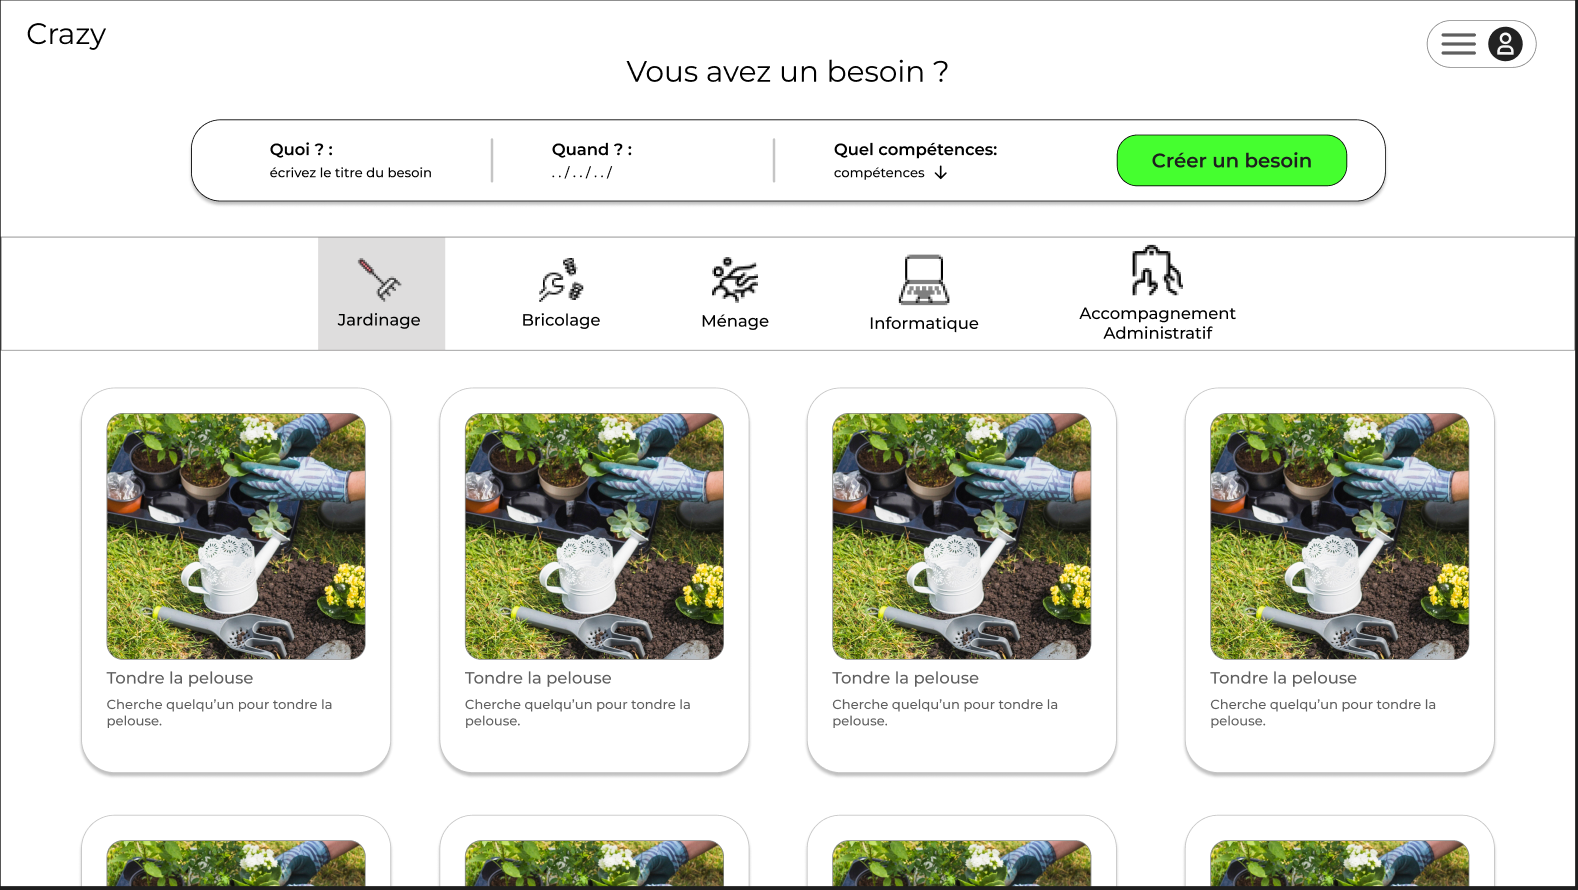 Crazy
Vous avez un besoin ?
Quoi ? :
écrivez le titre du besoin
Quand ? :
. . / . . / . . /
Quel compétences:
compétences ↓
Créer un besoin
Jardinage
Bricolage
Ménage
Informatique
Accompagnement
Administratif
Tondre la pelouse
Cherche quelqu'un pour tondre la
pelouse.
Tondre la pelouse
Cherche quelqu'un pour tondre la
pelouse.
Tondre la pelouse
Cherche quelqu'un pour tondre la
pelouse.
Tondre la pelouse
Cherche quelqu'un pour tondre la
pelouse.